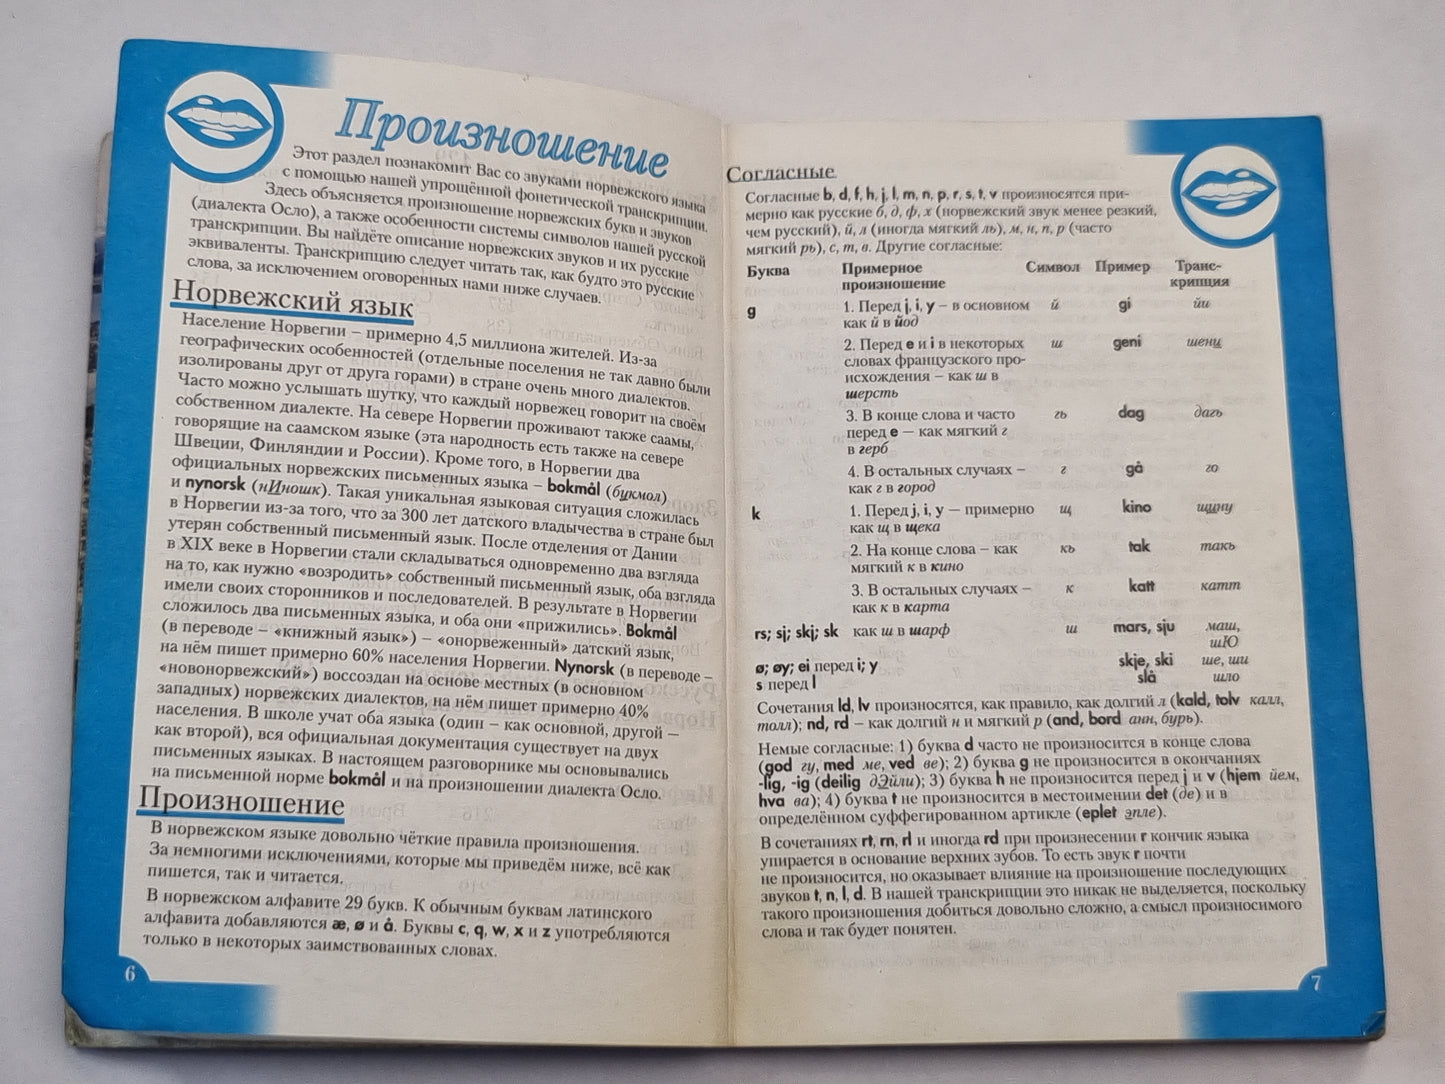 Произношение
Этот раздел познакомит Вас со звуками норвежского языка
с помощью нашей упрощённой фонетической транскрипции.
Здесь объясняется произношение норвежских букв и звуков
(диалекта Осло), а также особенности системы символов нашей русской
транскрипции. Вы найдёте описание норвежских звуков и их русские
эквиваленты. Транскрипцию следует читать так, как будто это русские
слова, за исключением оговоренных нами ниже случаев.
Норвежский язык
Население Норвегии – примерно 4,5 миллиона жителей. Из-за
географических особенностей (отдельные поселения не так давно были
изолированы друг от друга горами) в стране очень много диалектов.
Часто можно услышать шутку, что каждый норвежец говорит на своём
собственном диалекте. На севере Норвегии проживают также саамы,
говорящие на саамском языке (эта народность есть также на севере
Швеции, Финляндии и России). Кроме того, в Норвегии два
официальных норвежских письменных языка – bokmål (букмол)
и nynorsk (нИношк). Такая уникальная языковая ситуация сложилась
в Норвегии из-за того, что за 300 лет датского владычества в стране был
утерян собственный письменный язык. После отделения от Дании
в XIX веке в Норвегии стали складываться одновременно два взгляда
на то, как нужно «возродить» собственный письменный язык, оба взгляда
имели своих сторонников и последователей. В результате в Норвегии
сложилось два письменных языка, и оба они «прижились». Bokmål
(в переводе – «книжный язык») – «онорвеженный» датский язык,
на нём пишет примерно 60% населения Норвегии. Nynorsk (в переводе –
«новонорвежский») воссоздан на основе местных (в основном
западных) норвежских диалектов, на нём пишет примерно 40%
населения. В школе учат оба языка (один – как основной, другой –
как второй), вся официальная документация существует на двух
письменных языках. В настоящем разговорнике мы основывались
на письменной норме bokmål и на произношении диалекта Осло.
Произношение
В норвежском языке довольно чёткие правила произношения.
За немногими исключениями, которые мы приведём ниже, всё как
пишется, так и читается.
В норвежском алфавите 29 букв. К обычным буквам латинского
алфавита добавляются æ, ø и å. Буквы c, q, w, x и z употребляются
только в некоторых заимствованных словах.
6
Согласные
Согласные b, d, f, h, j, l, m, n, p, r, s, t, v произносятся при-
мерно как русские б, д, ф, х (норвежский звук менее резкий,
чем русский), й, л (иногда мягкий ль), м, н, п, р (часто
мягкий рь), с, т, в. Другие согласные:
Буква Примерное Символ Пример Транс-
произношение крипция
g 1. Перед j, i, y – в основном й gi йи
как й в йод
2. Перед e и i в некоторых ш geni шени
словах французского про-
исхождения – как ш в
шерсть
3. В конце слова и часто гь dag дагь
перед e — как мягкий г
в герб
4. В остальных случаях – г gå го
как г в город
k 1. Перед j, i, y — примерно щ kino щину
как щ в щека
2. На конце слова – как кь tak такь
мягкий к в кино
3. В остальных случаях – к katt катт
как к в карта
rs; sj; skj; sk как ш в шарф ш mars, sju маш,
шЮ
ø; øy; ei перед i; y skje, ski ше, ши
s перед l slå шло
Сочетания ld, lv произносятся, как правило, как долгий л (kald, tolv калл,
толл); nd, rd – как долгий н и мягкий р (and, bord анн, бурь).
Немые согласные: 1) буква d часто не произносится в конце слова
(god гу, med ме, ved ве); 2) буква g не произносится в окончаниях
-lig, -ig (deilig дЭйли); 3) буква h не произносится перед j и v (hjem йем,
hva ва); 4) буква t не произносится в местоимении det (де) и в
определённом суффегированном артикле (eplet эпле).
В сочетаниях rt, rn, rl и иногда rd при произнесении r кончик языка
упирается в основание верхних зубов. То есть звук r почти
не произносится, но оказывает влияние на произношение последующих
звуков t, n, l, d. В нашей транскрипции это никак не выделяется, поскольку
такого произношения добиться довольно сложно, а смысл произносимого
слова и так будет понятен.
7